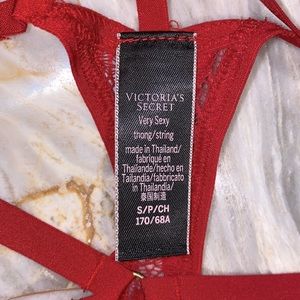 VICTORIA'S
SECRET
Very Sexy
thong/string
made in Thailand/
fabriqué en
Thaïlande/hecho en
Tailandia/fabbricato
in Thailandia/
泰国制造
S/P/CH
170/68A